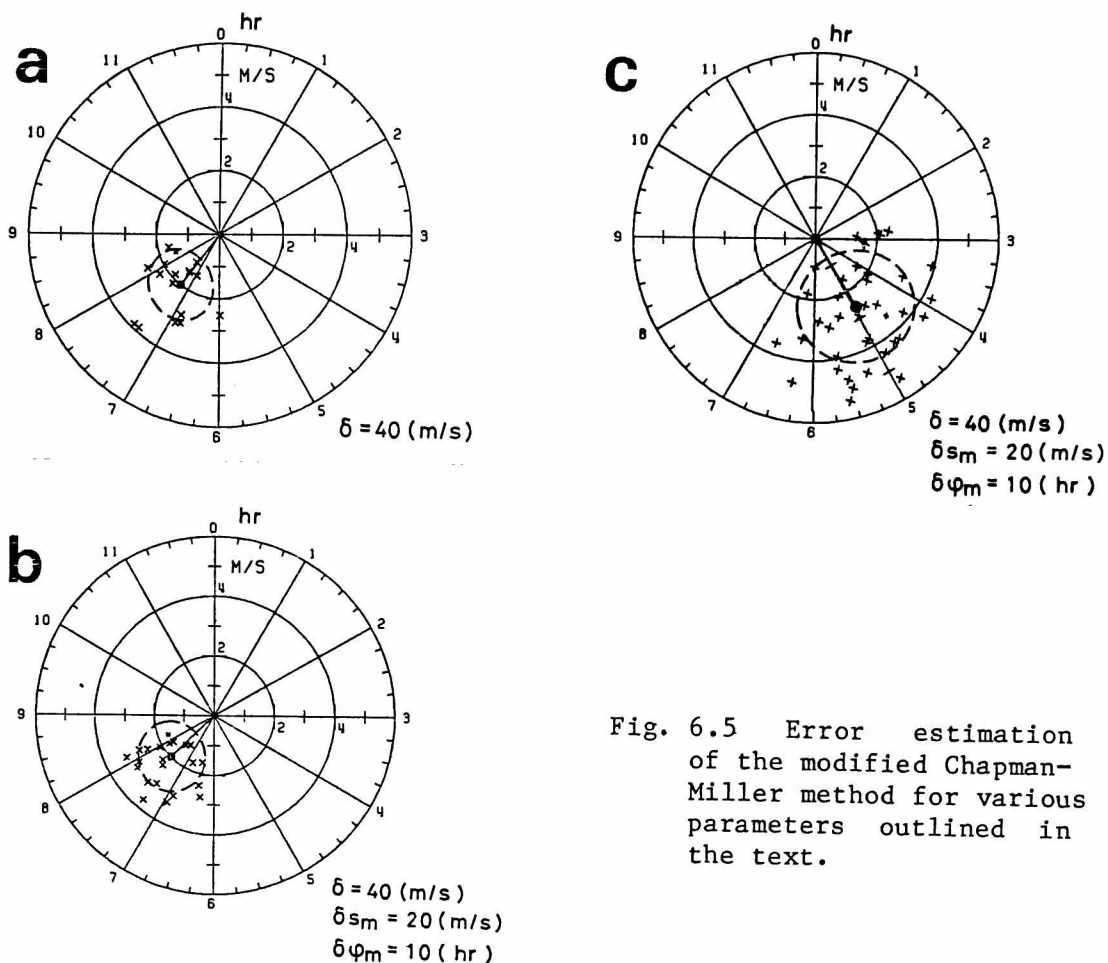 a
hr
0
1
2
3
4
5
6
7
8
9
10
11
M/S
4
2
2
4
δ = 40 (m/s)
b
hr
0
1
2
3
4
5
6
7
8
9
10
11
M/S
4
2
2
4
δ = 40 (m/s)
δsm = 20 (m/s)
δφm = 10 ( hr )
c
hr
0
1
2
3
4
5
6
7
8
9
10
11
M/S
4
2
2
4
δ = 40 (m/s)
δsm = 20 (m/s)
δφm = 10 ( hr )
Fig. 6.5 Error estimation
of the modified Chapman-
Miller method for various
parameters outlined in
the text.